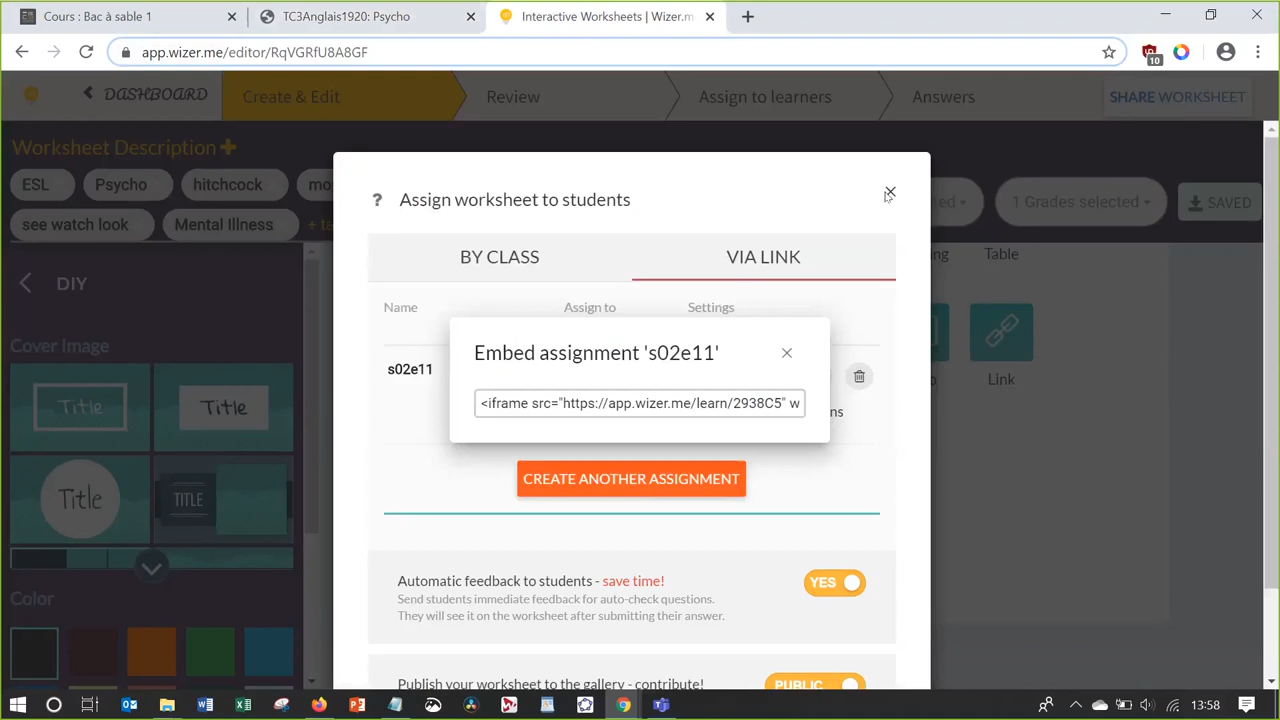 Cours : Bac à sable 1
TC3Anglais1920: Psycho
Interactive Worksheets | Wizer.m
app.wizer.me/editor/RqVGRfU8A8GF
10
DASHBOARD
Create & Edit
Review
Assign to learners
Answers
SHARE WORKSHEET
Worksheet Description
ESL
Psycho
hitchcock
mo
see watch look
Mental Illness
+ ta
1 Grades selected
SAVED
DIY
Cover Image
Title
Title
Title
TITLE
Color
ng
Table
o
Link
? Assign worksheet to students
BY CLASS
VIA LINK
Name
Assign to
Settings
s02e11
ns
Embed assignment 's02e11'
<iframe src="https://app.wizer.me/learn/2938C5" w
CREATE ANOTHER ASSIGNMENT
Automatic feedback to students - save time!
Send students immediate feedback for auto-check questions.
They will see it on the worksheet after submitting their answer.
YES
Publish your worksheet to the gallery - contribute!
PUBLIC
13:58